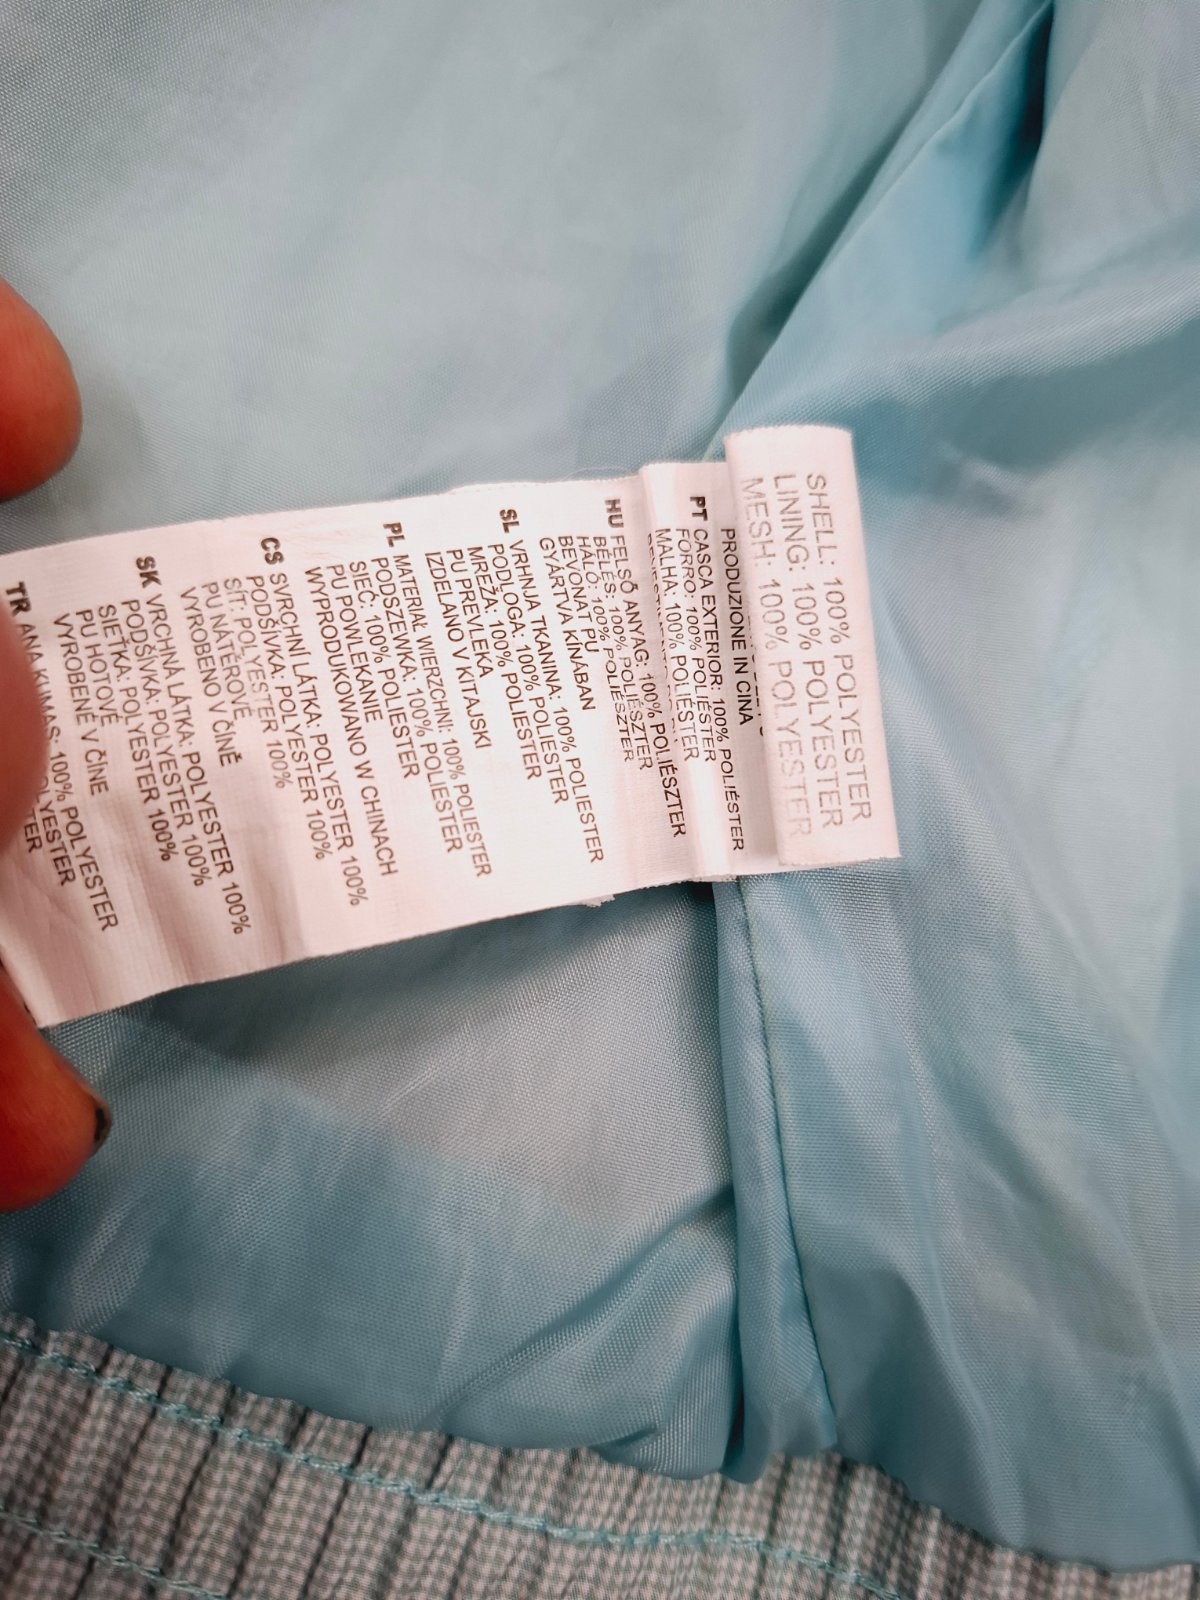 SHELL: 100% POLYESTER
LINING: 100% POLYESTER
MESH: 100% POLYESTER
PRODUZIONE IN CINA
PT CASCA EXTERIOR: 100% POLIÉSTER
FORRO: 100% POLIÉSTER
MALHA: 100% POLIÉSTER
HU FELSŐ ANYAG: 100% POLIÉSZTER
BÉLÉS: 100% POLIÉSZTER
HÁLÓ: 100% POLIÉSZTER
BEVONAT PU
GYÁRTVA KÍNÁBAN
SL VRHNJA TKANINA: 100% POLIESTER
PODLOGA: 100% POLIESTER
MREŽA: 100% POLIESTER
PU PREVLEKA
IZDELANO V KITAJSKI
PL MATERIAŁ WIERZCHNI: 100% POLIESTER
PODSZEWKA: 100% POLIESTER
SIEĆ: 100% POLIESTER
PU POWLEKANIE
WYPRODUKOWANO W CHINACH
CS SVRCHNÍ LÁTKA: POLYESTER 100%
PODŠÍVKA: POLYESTER 100%
SÍŤ: POLYESTER 100%
PU NÁTĚROVÉ
VYROBENO V ČÍNĚ
SK VRCHNÁ LÁTKA: POLYESTER 100%
PODŠÍVKA: POLYESTER 100%
SIEŤKA: POLYESTER 100%
PU HOTOVÉ
VYROBENÉ V ČÍNE
TR ANA KUMAŞ: 100% POLYESTER